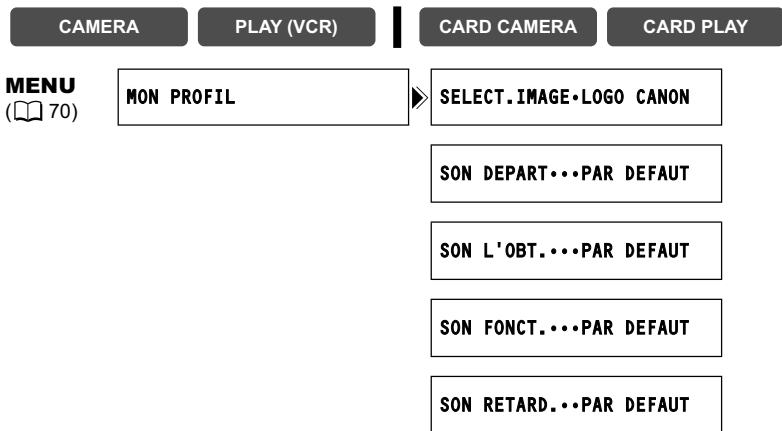 CAMERA PLAY (VCR) CARD CAMERA CARD PLAY
MENU
(70)
MON PROFIL
SELECT.IMAGE•LOGO CANON
SON DEPART•••PAR DEFAUT
SON L'OBT.•••PAR DEFAUT
SON FONCT.•••PAR DEFAUT
SON RETARD.••PAR DEFAUT